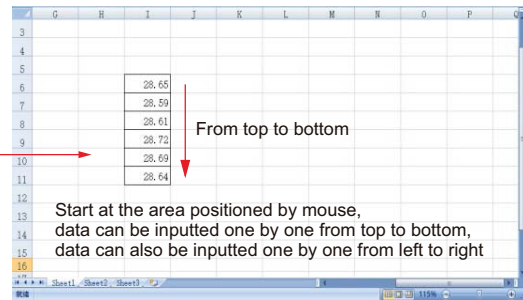 G H I J K L M N O P Q
3
4
5
6 28.65
7 28.59
8 28.61
From top to bottom
9 28.72
10 28.69
11 28.64
12
13 Start at the area positioned by mouse,
14 data can be inputted one by one from top to bottom,
15 data can also be inputted one by one from left to right
16
Sheet1 Sheet2 Sheet3
就绪 115%